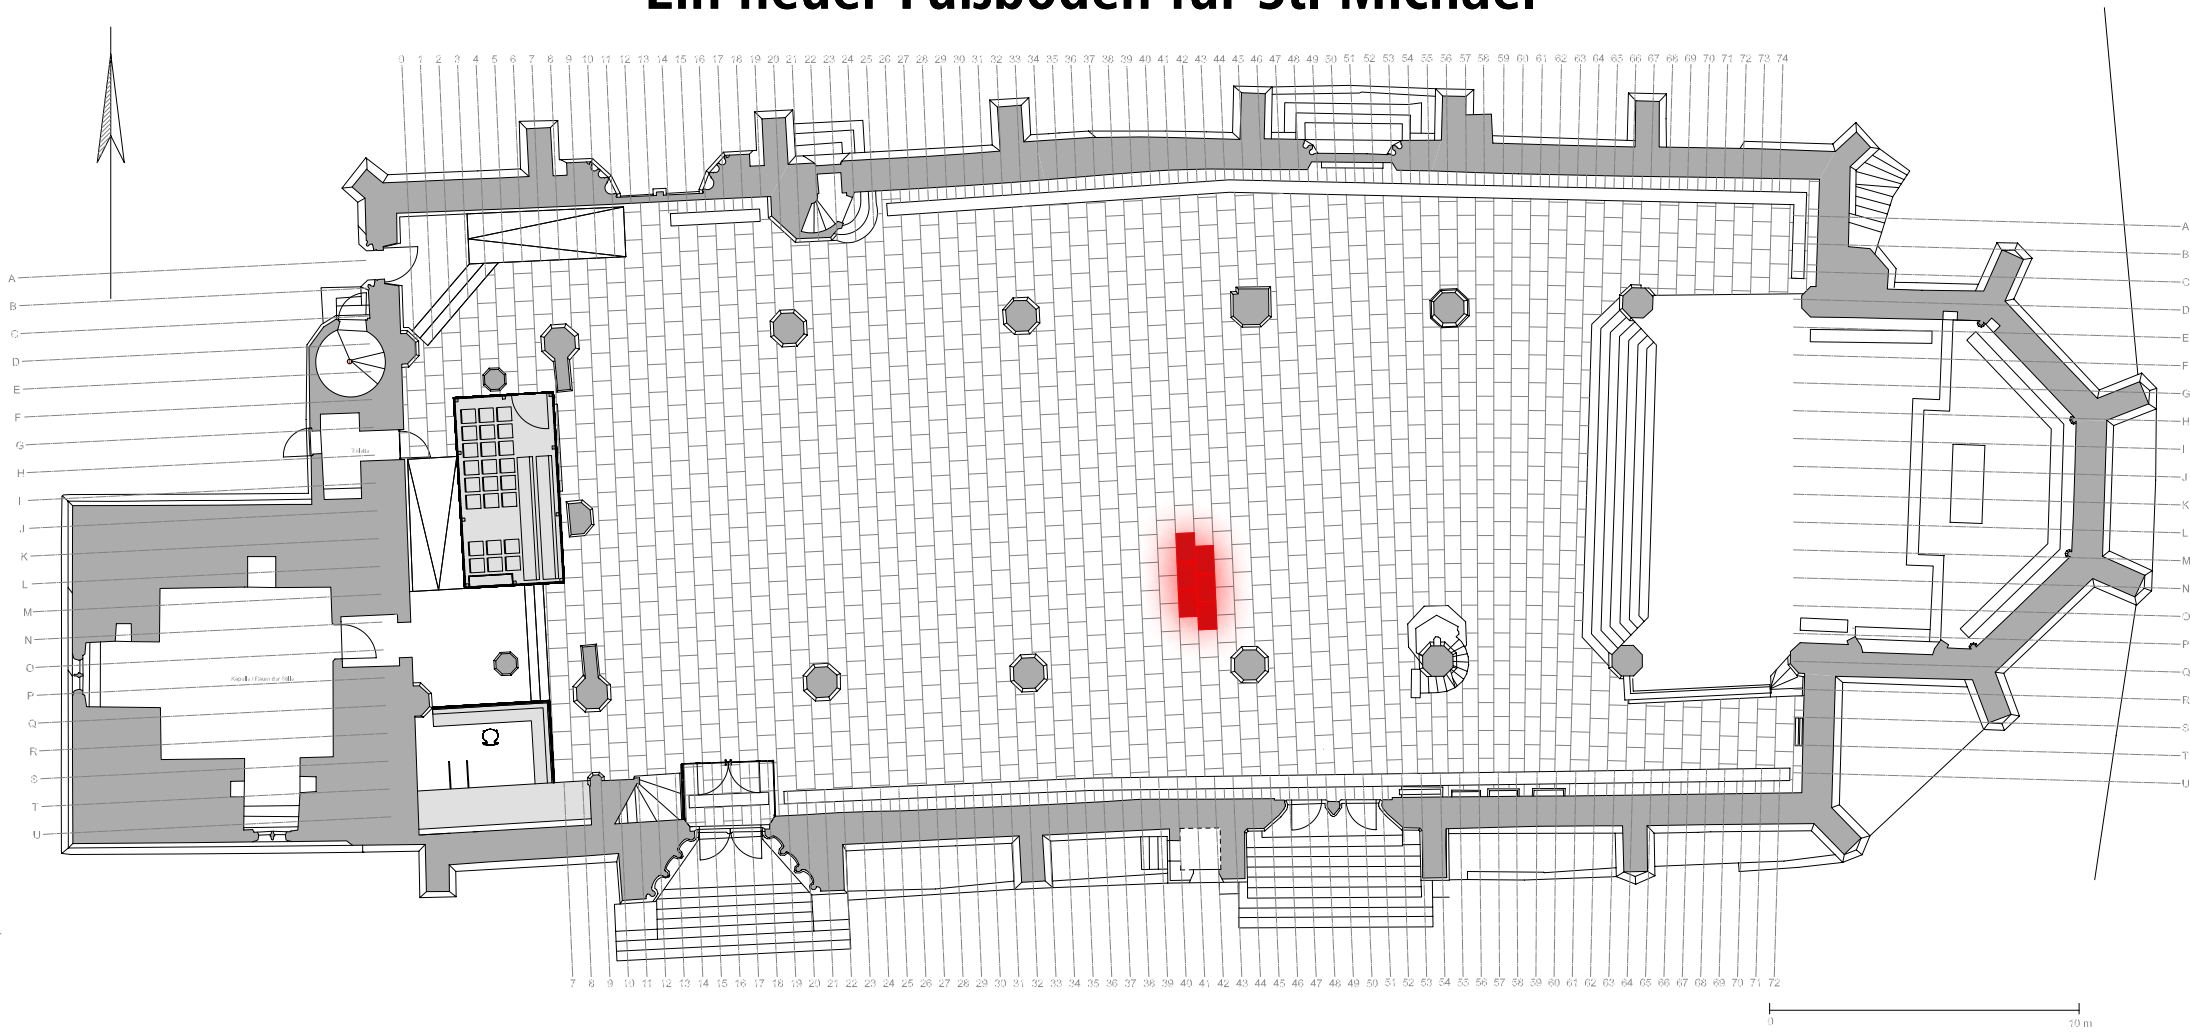 Ein neuer Fußboden für St. Michael
0 1 2 3 4 5 6 7 8 9 10 11 12 13 14 15 16 17 18 19 20 21 22 23 24 25 26 27 28 29 30 31 32 33 34 35 36 37 38 39 40 41 42 43 44 45 46 47 48 49 50 51 52 53 54 55 56 57 58 59 60 61 62 63 64 65 66 67 68 69 70 71 72 73 74
A
B
C
D
E
F
G
H
I
J
K
L
M
N
O
P
Q
R
S
T
U
A
B
C
D
E
F
G
H
I
J
K
L
M
N
O
P
Q
R
S
T
U
7 8 9 10 11 12 13 14 15 16 17 18 19 20 21 22 23 24 25 26 27 28 29 30 31 32 33 34 35 36 37 38 39 40 41 42 43 44 45 46 47 48 49 50 51 52 53 54 55 56 57 58 59 60 61 62 63 64 65 66 67 68 69 70 71 72
0 10 m